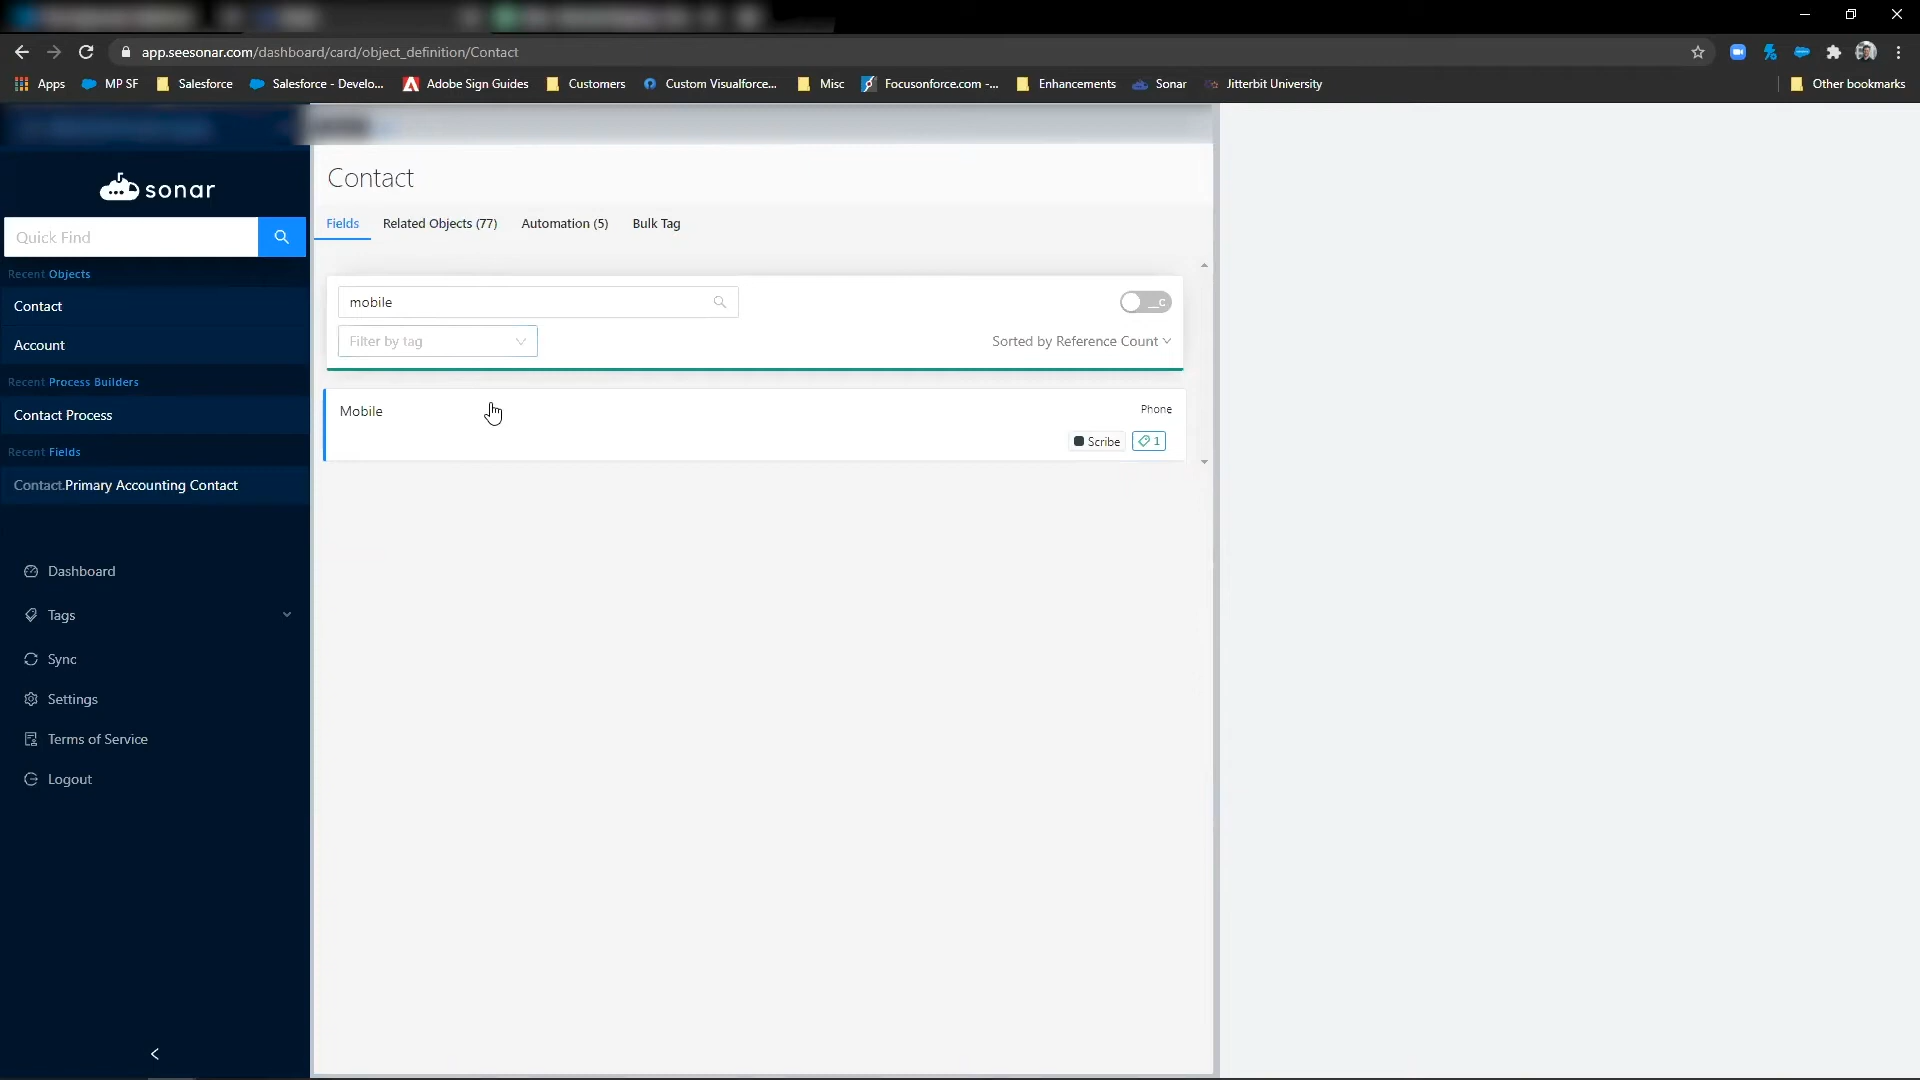 app.seesonar.com/dashboard/card/object_definition/Contact
Apps MP SF Salesforce Salesforce - Develo... Adobe Sign Guides Customers Custom Visualforce... Misc Focusonforce.com -... Enhancements Sonar Jitterbit University Other bookmarks
sonar
Quick Find
Recent Objects
Contact
Account
Recent Process Builders
Contact Process
Recent Fields
Contact.Primary Accounting Contact
Dashboard
Tags
Sync
Settings
Terms of Service
Logout
Contact
Fields Related Objects (77) Automation (5) Bulk Tag
mobile
__c
Filter by tag
Sorted by Reference Count
Mobile
Phone
Scribe 1